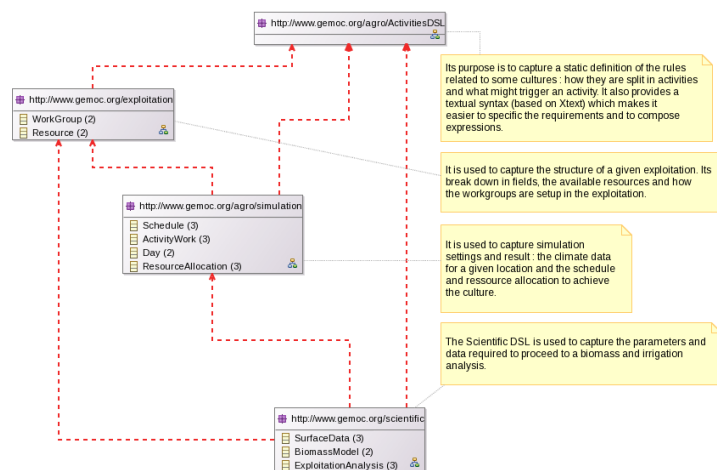 http://www.gemoc.org/agro/ActivitiesDSL
Its purpose is to capture a static definition of the rules
related to some cultures : how they are split in activities
and what might trigger an activity. It also provides a
textual syntax (based on Xtext) which makes it
easier to specific the requirements and to compose
expressions.
http://www.gemoc.org/exploitation
WorkGroup (2)
Resource (2)
It is used to capture the structure of a given exploitation. Its
break down in fields, the available resources and how
the workgroups are setup in the exploitation.
http://www.gemoc.org/agro/simulation
Schedule (3)
ActivityWork (3)
Day (2)
ResourceAllocation (3)
It is used to capture simulation
settings and result : the climate data
for a given location and the schedule
and ressource allocation to achieve
the culture.
The Scientific DSL is used to capture the parameters and
data required to proceed to a biomass and irrigation
analysis.
http://www.gemoc.org/scientific
SurfaceData (3)
BiomassModel (2)
ExploitationAnalysis (3)